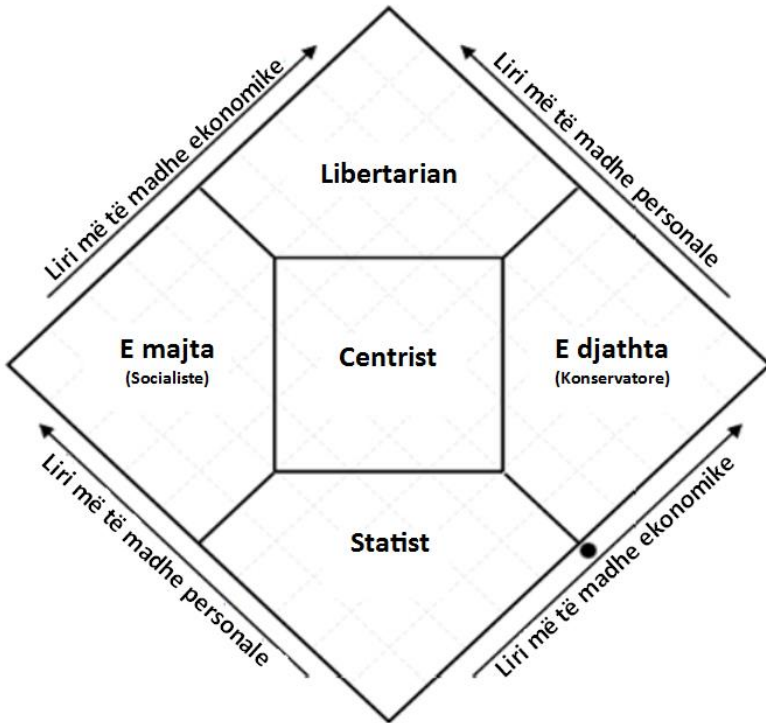 Liri më të madhe ekonomike
Liri më të madhe personale
Libertarian
E majta
(Socialiste)
Centrist
E djathta
(Konservatore)
Statist
Liri më të madhe personale
Liri më të madhe ekonomike